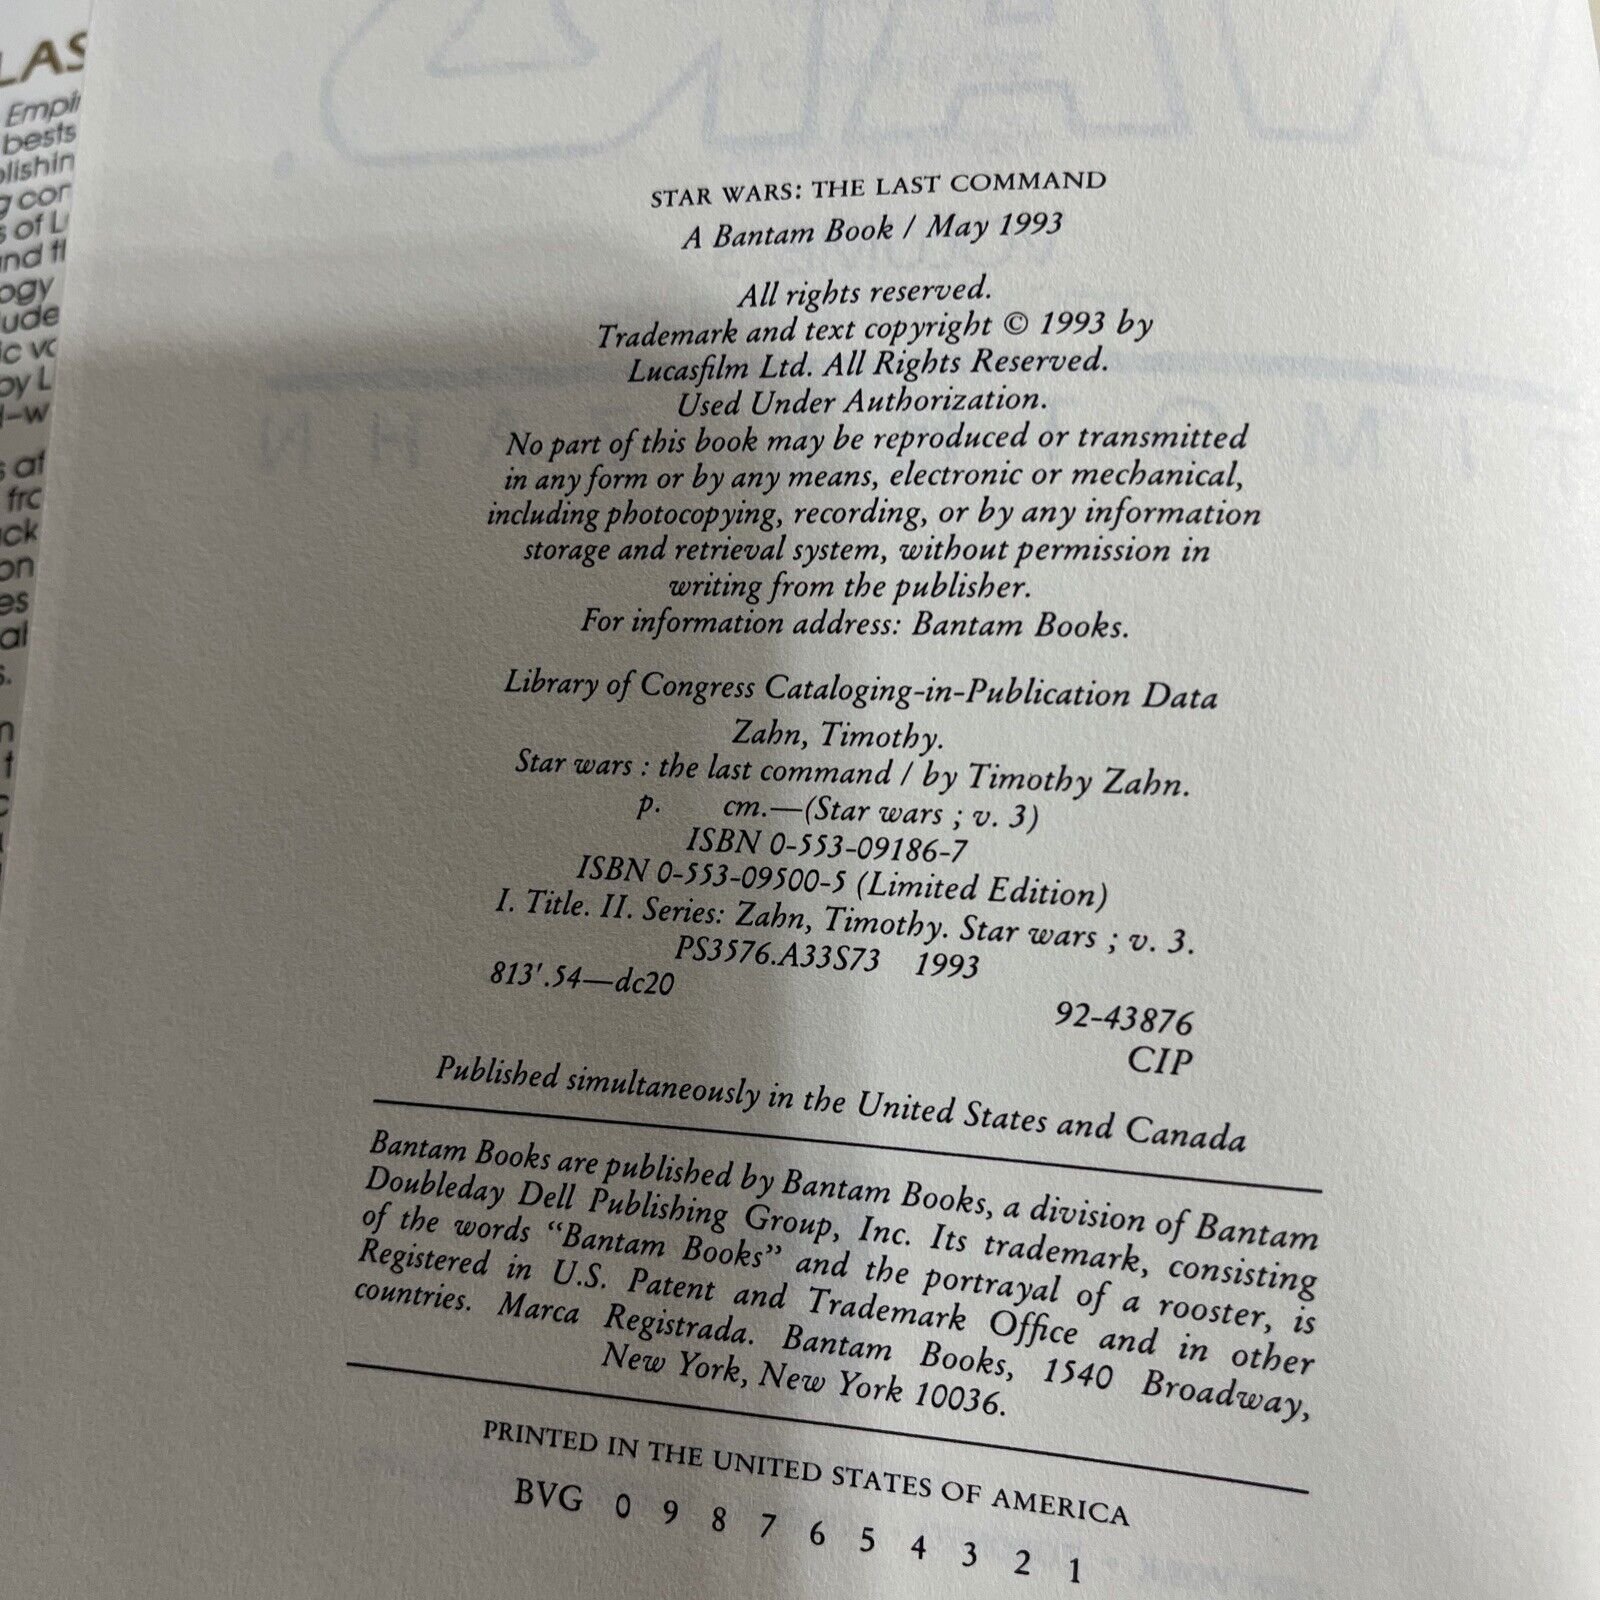 LAS
bests
of L
by L
STAR WARS: THE LAST COMMAND
A Bantam Book / May 1993
All rights reserved.
Trademark and text copyright © 1993 by
Lucasfilm Ltd. All Rights Reserved.
Used Under Authorization.
No part of this book may be reproduced or transmitted
in any form or by any means, electronic or mechanical,
including photocopying, recording, or by any information
storage and retrieval system, without permission in
writing from the publisher.
For information address: Bantam Books.
Library of Congress Cataloging-in-Publication Data
Zahn, Timothy.
Star wars : the last command / by Timothy Zahn.
p. cm.—(Star wars ; v. 3)
ISBN 0-553-09186-7
ISBN 0-553-09500-5 (Limited Edition)
I. Title. II. Series: Zahn, Timothy. Star wars ; v. 3.
PS3576.A33S73 1993
813'.54—dc20
92-43876
CIP
Published simultaneously in the United States and Canada
Bantam Books are published by Bantam Books, a division of Bantam
Doubleday Dell Publishing Group, Inc. Its trademark, consisting
of the words “Bantam Books” and the portrayal of a rooster, is
Registered in U.S. Patent and Trademark Office and in other
countries. Marca Registrada. Bantam Books, 1540 Broadway,
New York, New York 10036.
PRINTED IN THE UNITED STATES OF AMERICA
BVG 0 9 8 7 6 5 4 3 2 1